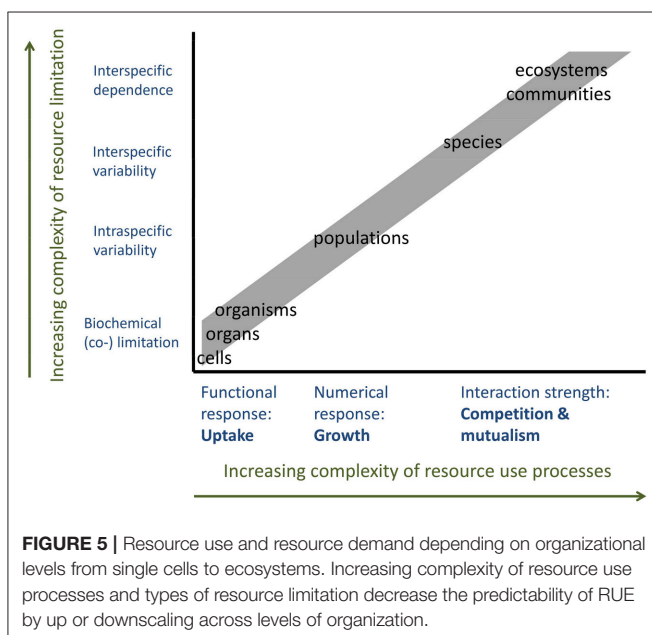 Increasing complexity of resource limitation
Interspecific
dependence
Interspecific
variability
Intraspecific
variability
Biochemical
(co-) limitation
ecosystems
communities
species
populations
organisms
organs
cells
Functional
response:
Uptake
Numerical
response:
Growth
Interaction strength:
Competition &
mutualism
Increasing complexity of resource use processes
FIGURE 5 | Resource use and resource demand depending on organizational
levels from single cells to ecosystems. Increasing complexity of resource use
processes and types of resource limitation decrease the predictability of RUE
by up or downscaling across levels of organization.